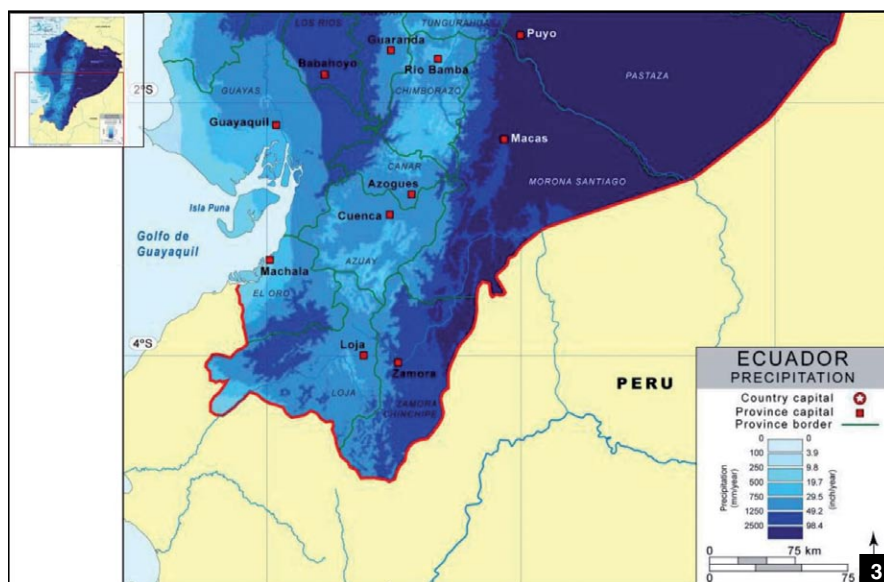 LOS RIOS
TUNGURAHUA
Guaranda
Puyo
Babahoyo
Rio Bamba
PASTAZA
2°S
GUAYAS
CHIMBORAZO
Guayaquil
Macas
CAÑAR
Azogues
MORONA SANTIAGO
Isla Puna
Cuenca
Golfo de
Guayaquil
Machala
AZUAY
EL ORO
4°S
Loja
Zamora
LOJA
ZAMORA
CHINCHIPE
PERU
ECUADOR
PRECIPITATION
Country capital
Province capital
Province border
Precipitation
(mm/year)
0 0
100 3.9
250 9.8
500 19.7
750 29.5
1250 49.2
2500 98.4
(inch/year)
0 75 km
0 75
3